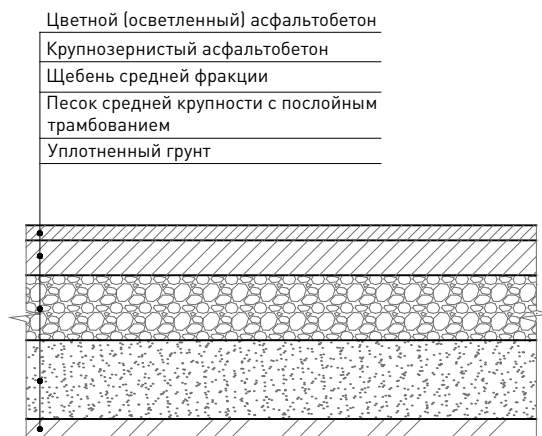 Цветной (осветленный) асфальтобетон
Крупнозернистый асфальтобетон
Щебень средней фракции
Песок средней крупности с послойным
трамбованием
Уплотненный грунт